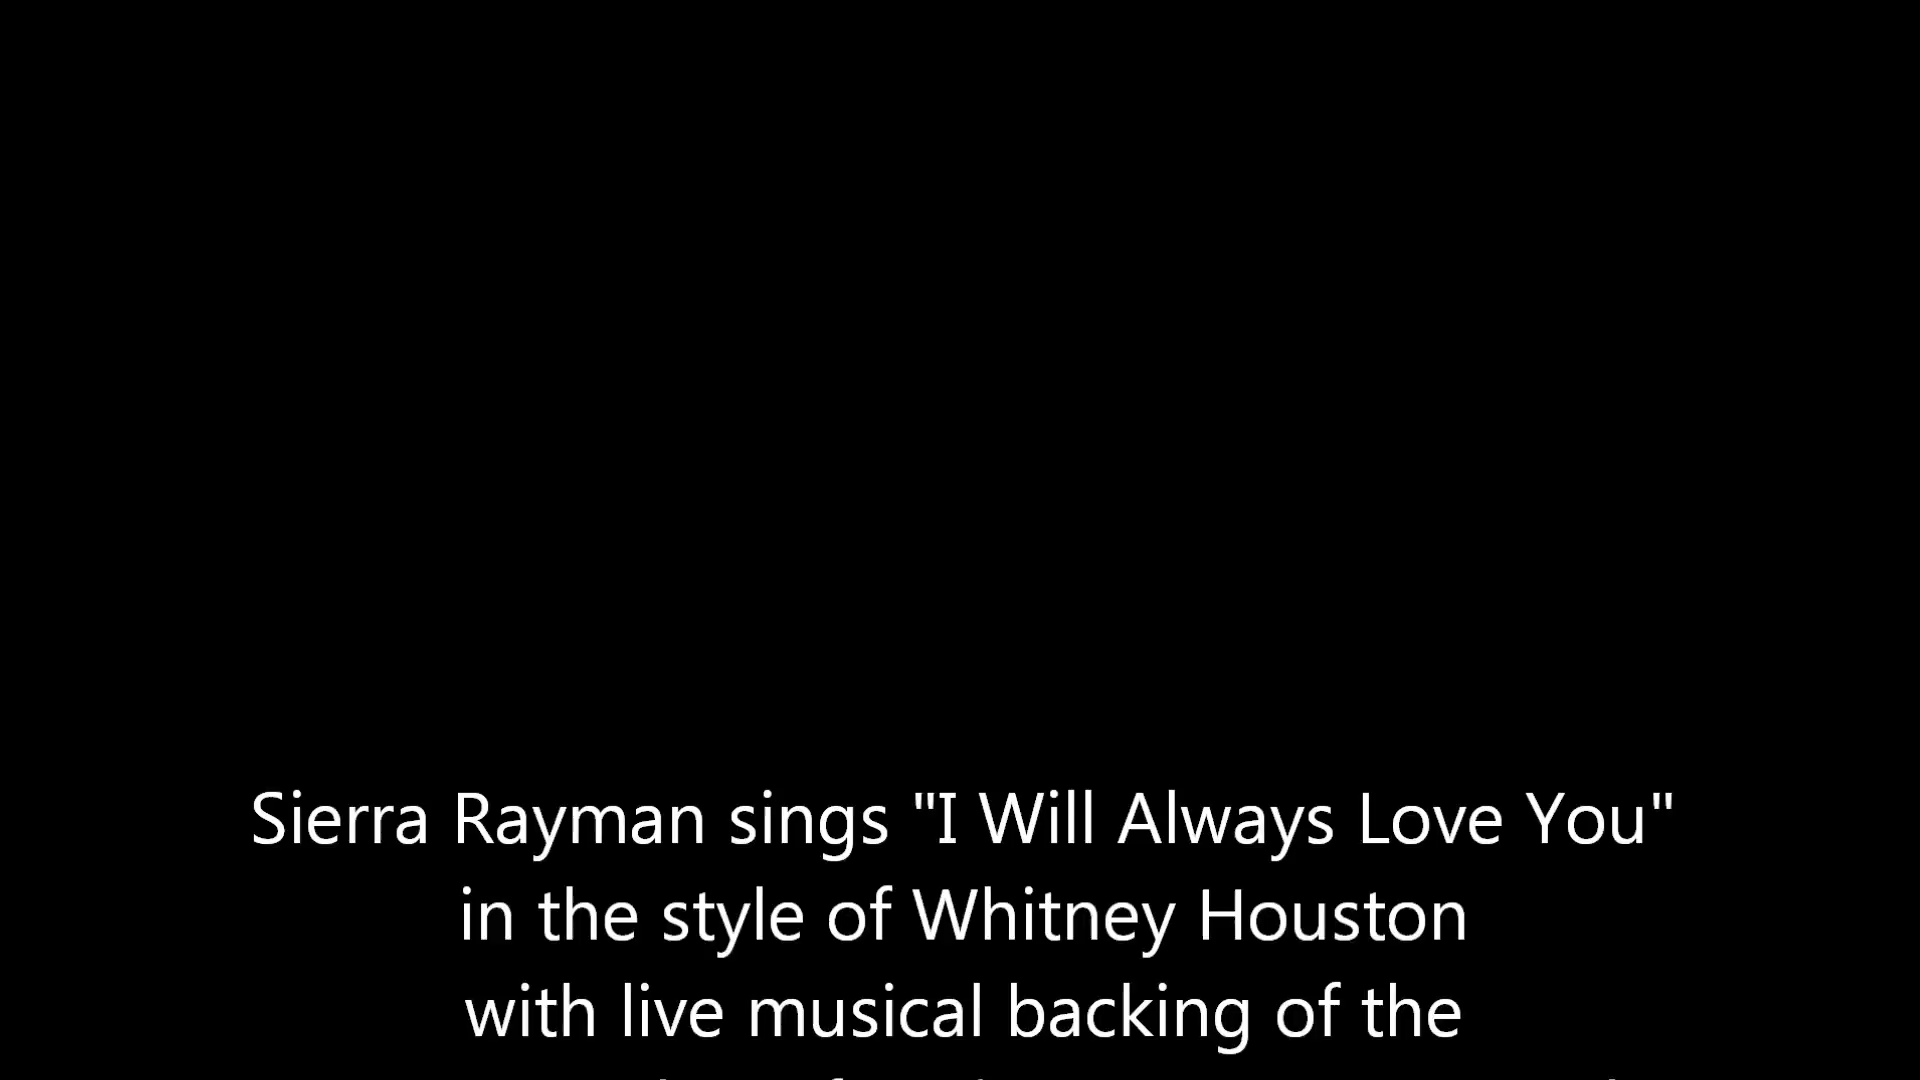 Sierra Rayman sings "I Will Always Love You"
in the style of Whitney Houston
with live musical backing of the